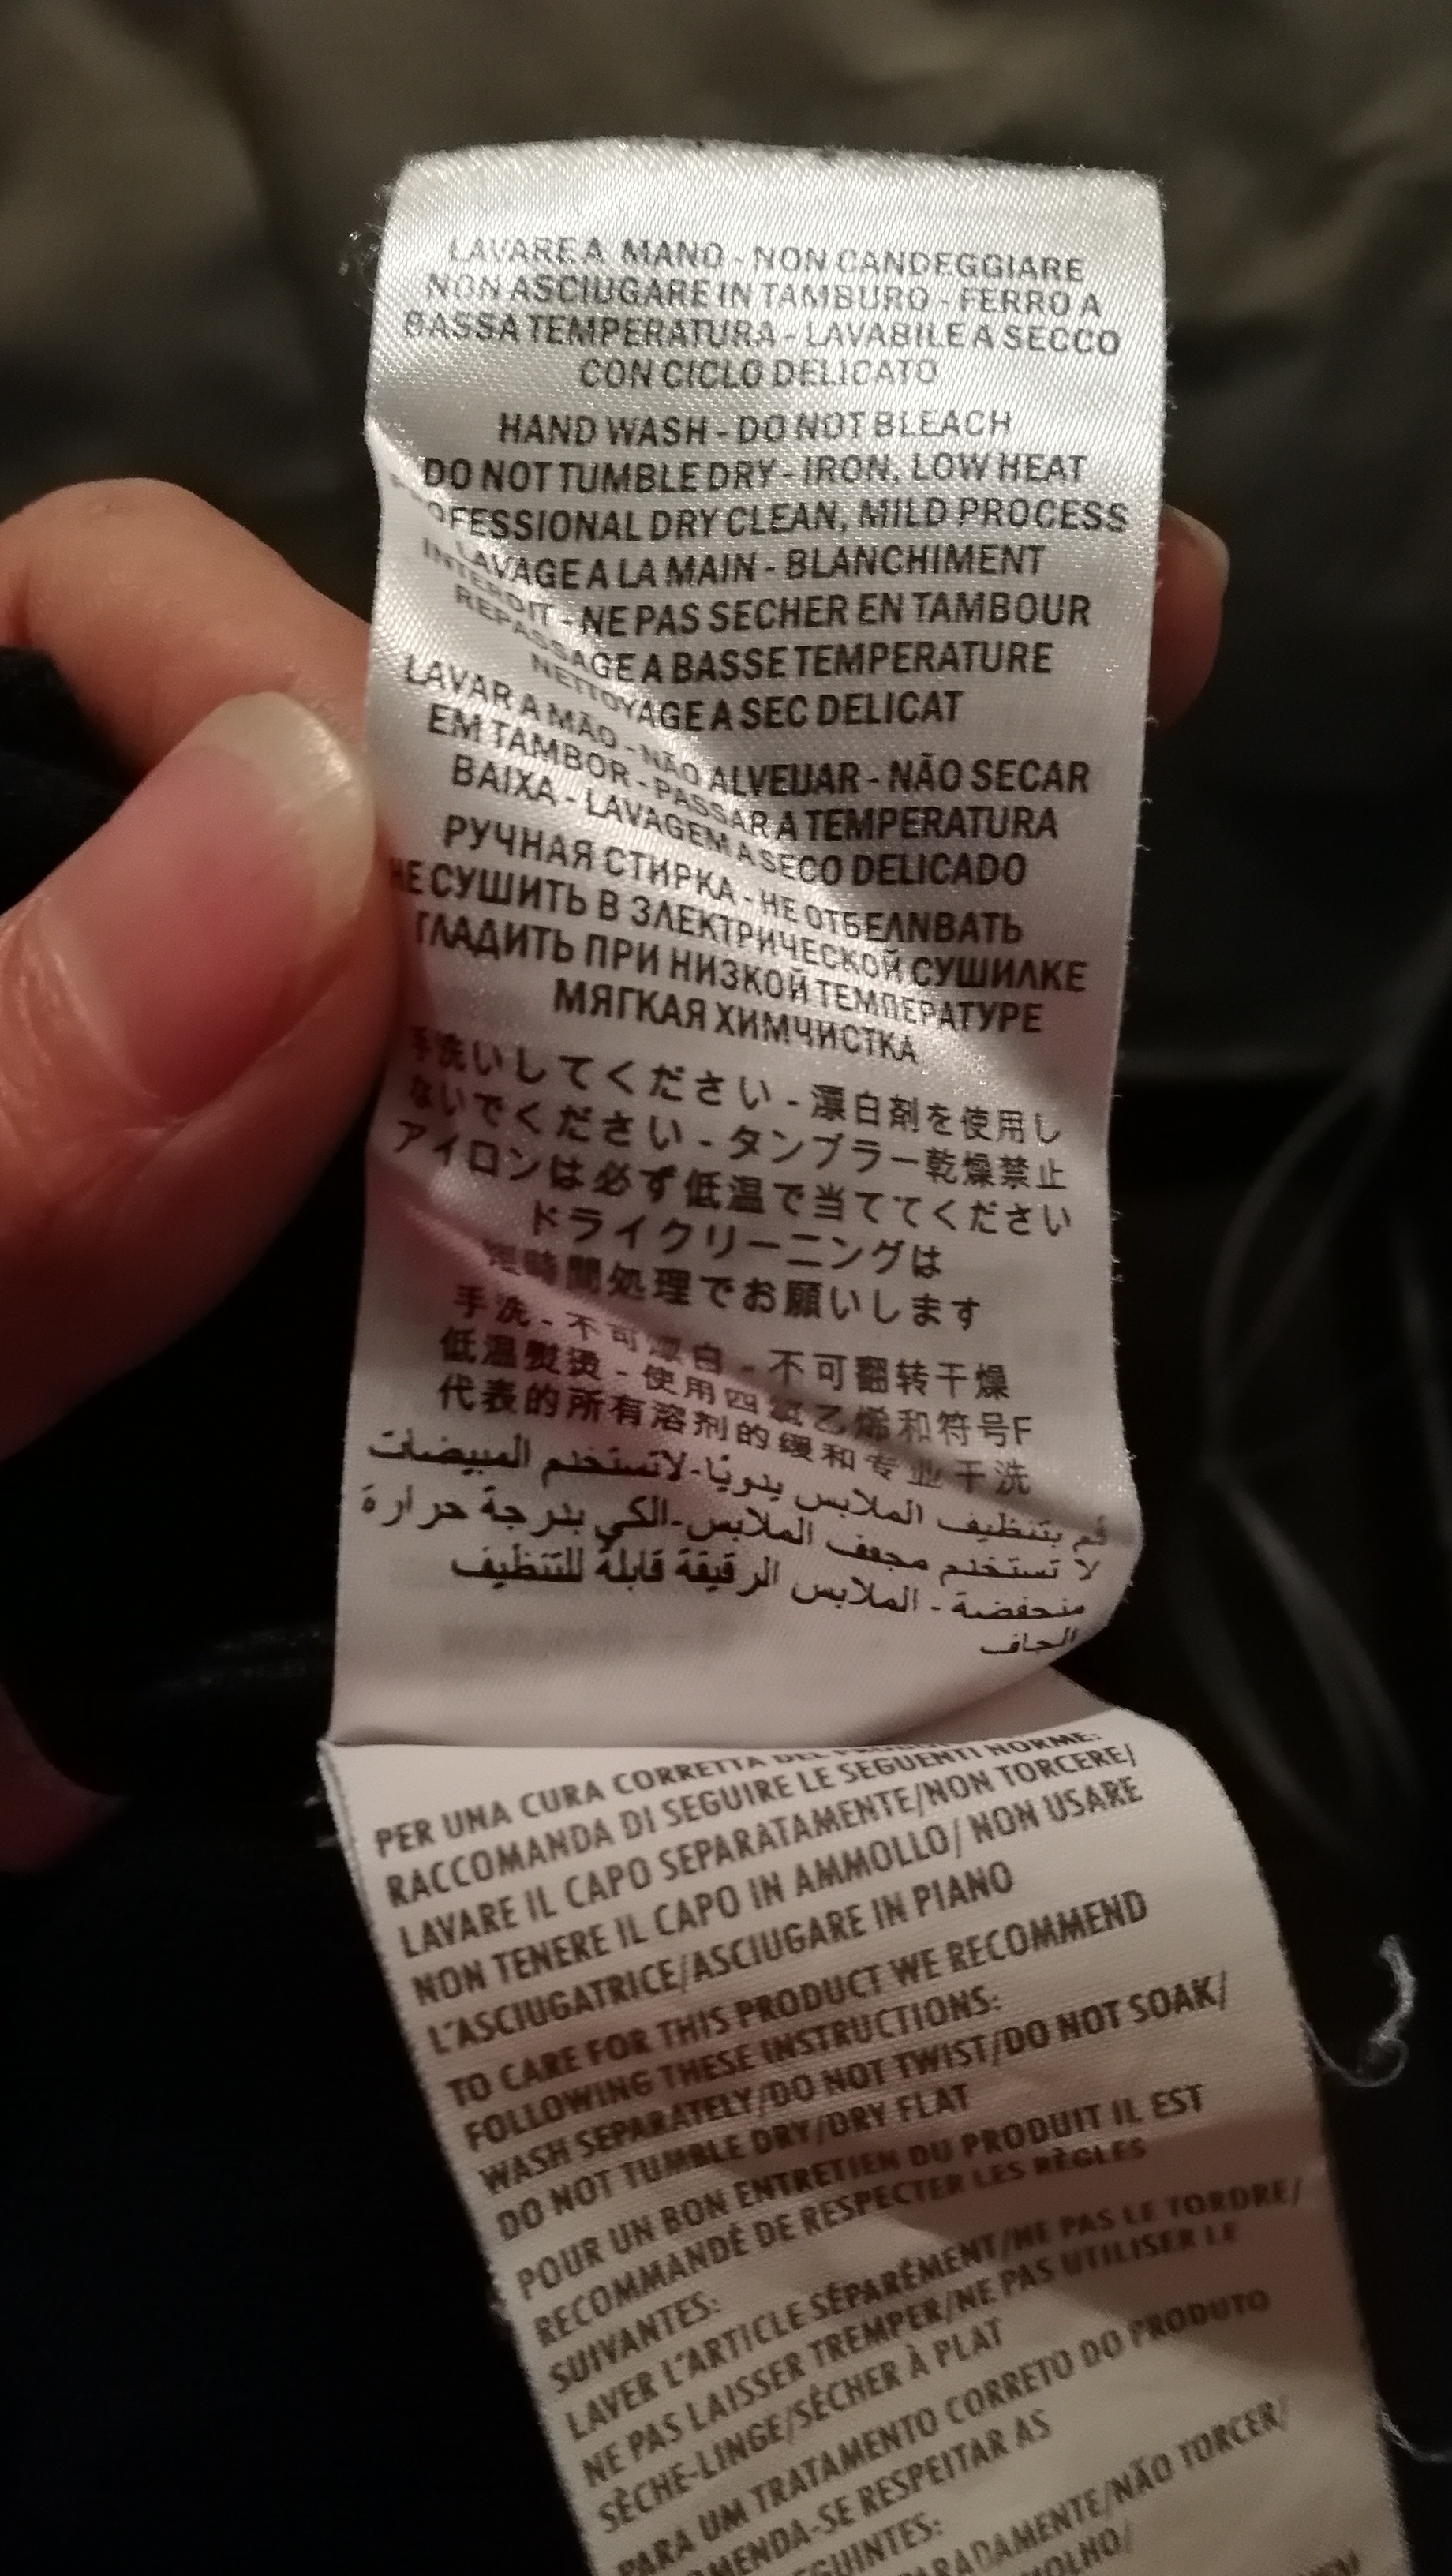 LAVARE A MANO - NON CANDEGGIARE
NON ASCIUGARE IN TAMBURO - FERRO A
BASSA TEMPERATURA - LAVABILE A SECCO
CON CICLO DELICATO
HAND WASH - DO NOT BLEACH
DO NOT TUMBLE DRY - IRON, LOW HEAT
PROFESSIONAL DRY CLEAN, MILD PROCESS
LAVAGE A LA MAIN - BLANCHIMENT
INTERDIT - NE PAS SECHER EN TAMBOUR
REPASSAGE A BASSE TEMPERATURE
NETTOYAGE A SEC DELICAT
LAVAR A MÃO - NÃO ALVEIJAR - NÃO SECAR
EM TAMBOR - PASSAR A TEMPERATURA
BAIXA - LAVAGEM A SECO DELICADO
РУЧНАЯ СТИРКА - НЕ ОТБЕЛNВАТЬ
НЕ СУШИТЬ В ЗЛЕКТРИЧЕСКОЙ СУШИЛКЕ
ГЛАДИТЬ ПРИ НИЗКОЙ ТЕМПЕРАТУРЕ
МЯГКАЯ ХИМЧИСТКА
手洗いしてください - 漂白剤を使用し
ないでください - タンブラー乾燥禁止
アイロンは必ず低温で当ててください
ドライクリーニングは
短時間処理でお願いします
手洗 - 不可漂白 - 不可翻转干燥
低温熨烫 - 使用四氯乙烯和符号F
代表的所有溶剂的缓和专业干洗
قم بتنظيف الملابس يدويًا-لاتستخدم المبيضات
لا تستخدم مجفف الملابس-الكي بدرجة حرارة
منخفضة - الملابس الرقيقة قابلة للتنظيف
الجاف
PER UNA CURA CORRETTA DEL
RACCOMANDA DI SEGUIRE LE SEGUENTI NORME:
LAVARE IL CAPO SEPARATAMENTE/NON TORCERE/
NON TENERE IL CAPO IN AMMOLLO/ NON USARE
L'ASCIUGATRICE/ASCIUGARE IN PIANO
TO CARE FOR THIS PRODUCT WE RECOMMEND
FOLLOWING THESE INSTRUCTIONS:
WASH SEPARATELY/DO NOT TWIST/DO NOT SOAK/
DO NOT TUMBLE DRY/DRY FLAT
POUR UN BON ENTRETIEN DU PRODUIT IL EST
RECOMMANDÉ DE RESPECTER LES RÈGLES
SUIVANTES:
LAVER L'ARTICLE SÉPARÉMENT/NE PAS LE TORDRE/
NE PAS LAISSER TREMPER/NE PAS UTILISER LE
SÈCHE-LINGE/SÉCHER À PLAT
PARA UM TRATAMENTO CORRETO DO PRODUTO
MENDA-SE RESPEITAR AS
GUINTES:
PARADAMENTE/NÃO TORCER/
MOLHO/